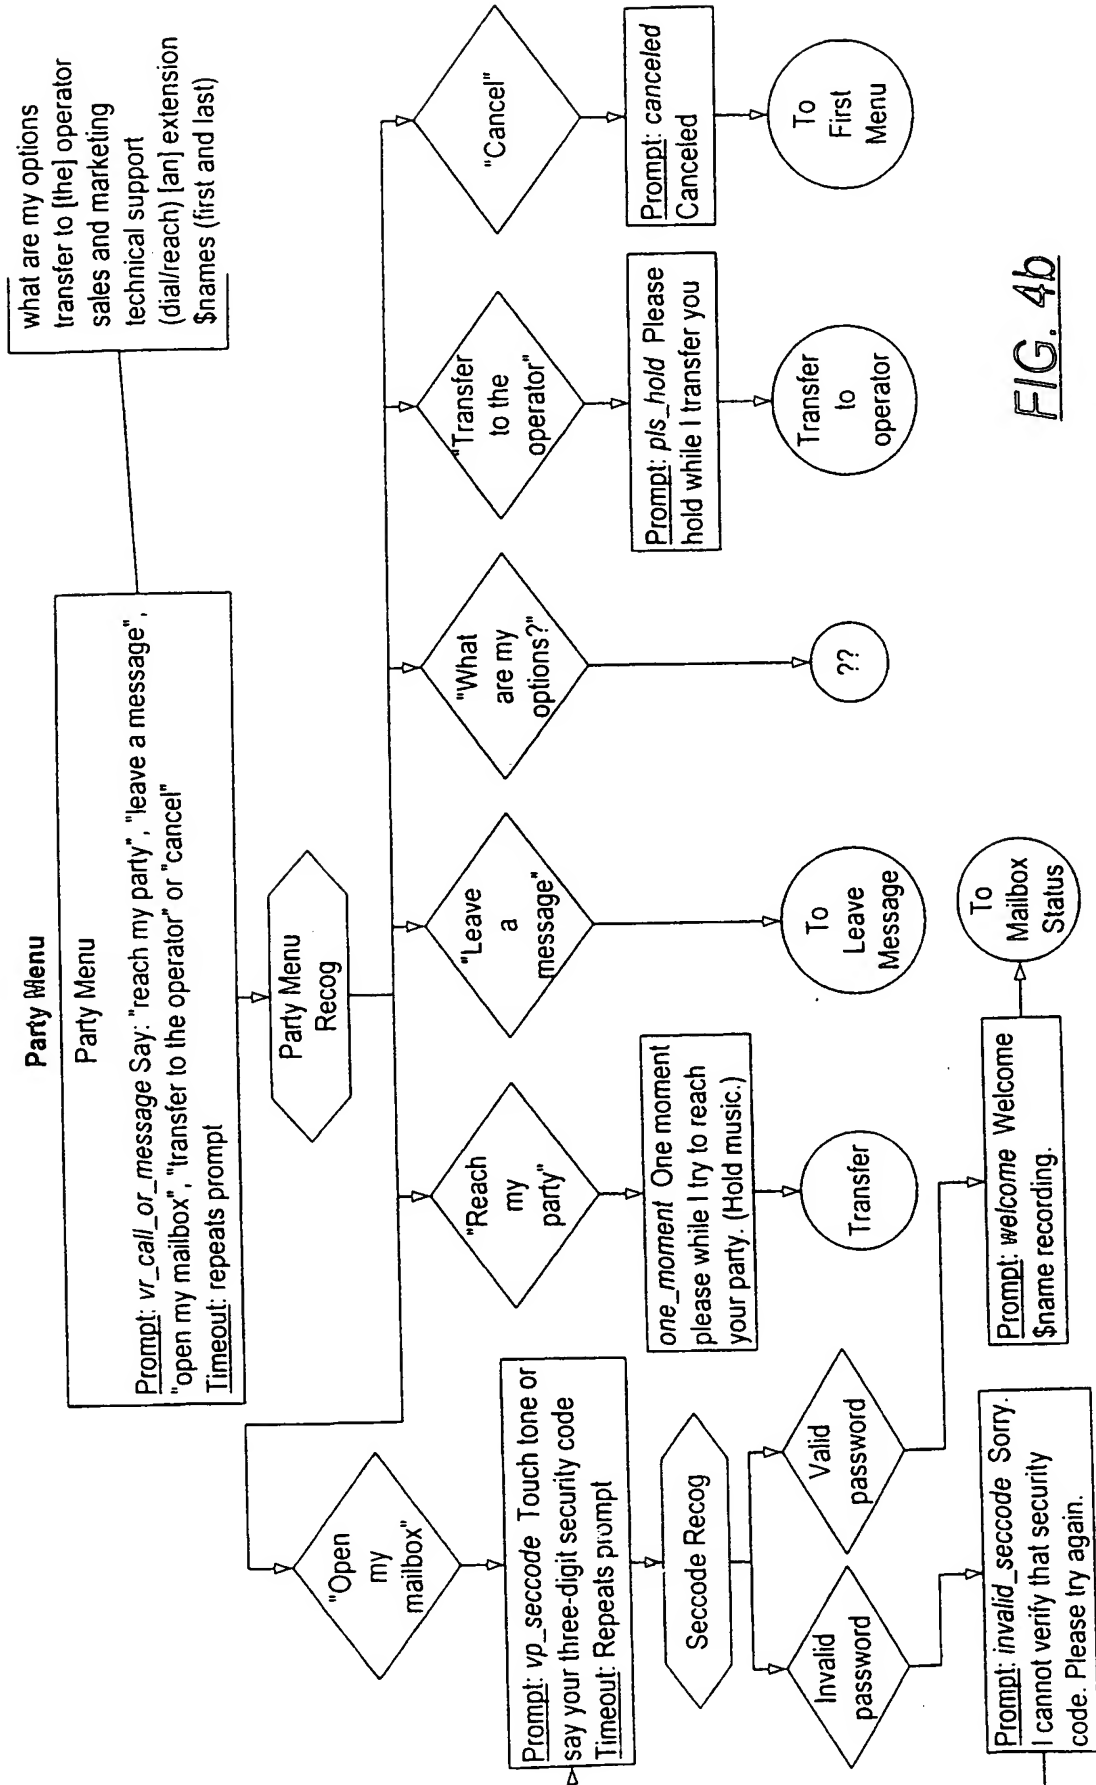 Party Menu
Party Menu
Prompt: vr_call_or_message Say: "reach my party", "leave a message",
"open my mailbox", "transfer to the operator" or "cancel"
Timeout: repeats prompt
what are my options
transfer to [the] operator
sales and marketing
technical support
(dial/reach) [an] extension
$names (first and last)
Party Menu
Recog
"Open
my
mailbox"
"Reach
my
party"
"Leave
a
message"
"What
are my
options?"
"Transfer
to the
operator"
"Cancel"
Prompt: vp_seccode Touch tone or
say your three-digit security code
Timeout: Repeats prompt
one_moment One moment
please while I try to reach
your party. (Hold music.)
Prompt: pls_hold Please
hold while I transfer you
Prompt: canceled
Canceled
Seccode Recog
Transfer
To
Leave
Message
??
Transfer
to
operator
To
First
Menu
Invalid
password
Valid
password
Prompt: invalid_seccode Sorry.
I cannot verify that security
code. Please try again.
Prompt: welcome Welcome
$name recording.
To
Mailbox
Status
FIG. 4b